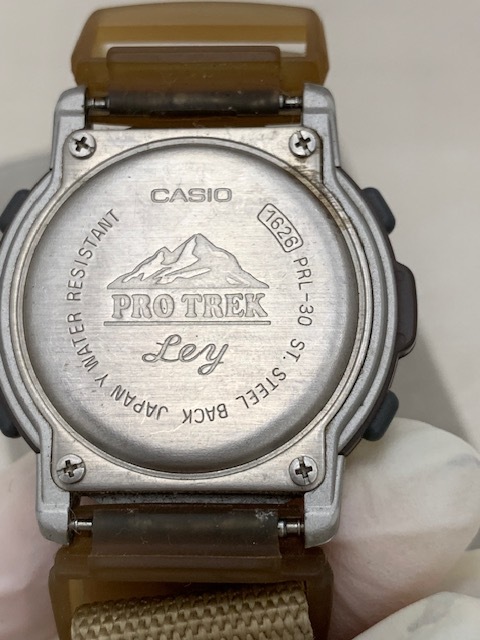 CASIO
PRO TREK
Ley
1626 PRL-30 ST. STEEL BACK JAPAN Y WATER RESISTANT